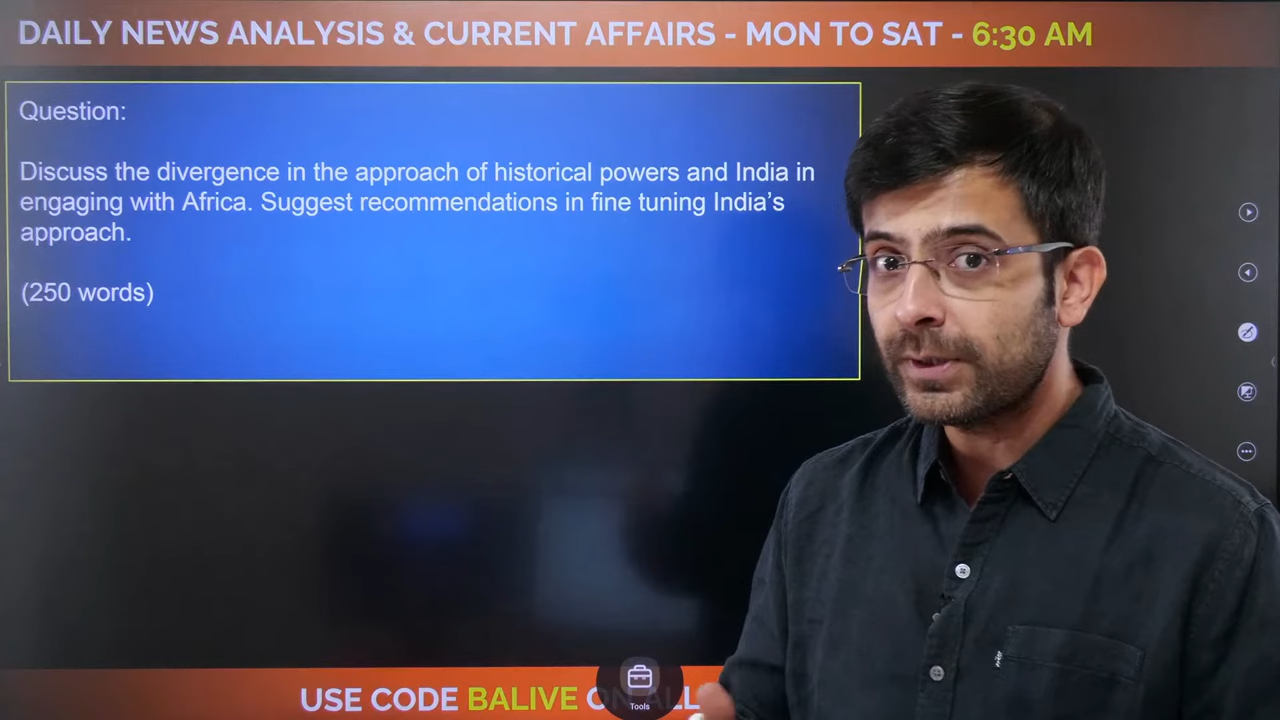 DAILY NEWS ANALYSIS & CURRENT AFFAIRS - MON TO SAT - 6:30 AM
Question:
Discuss the divergence in the approach of historical powers and India in
engaging with Africa. Suggest recommendations in fine tuning India's
approach.
(250 words)
USE CODE BALIVE ON ALL
Tools